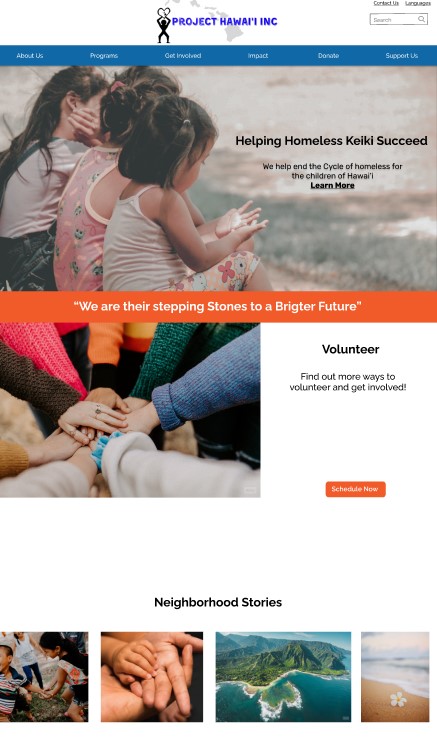 Contact Us Languages
PROJECT HAWAI'I INC
Search
About Us Programs Get Involved Impact Donate Support Us
Helping Homeless Keiki Succeed
We help end the Cycle of homeless for
the children of Hawai'i
Learn More
“We are their stepping Stones to a Brigter Future”
Volunteer
Find out more ways to
volunteer and get involved!
Schedule Now
Neighborhood Stories